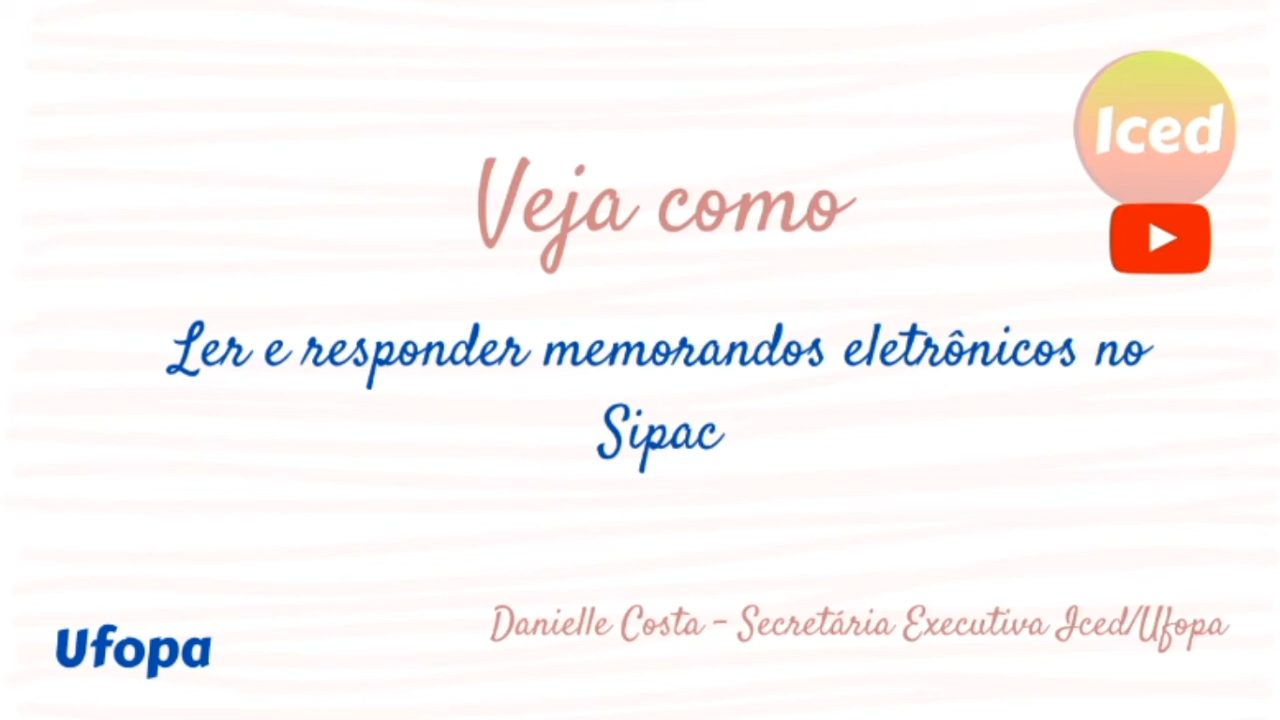 Iced
Veja como
Ler e responder memorandos eletrônicos no
Sipac
Danielle Costa - Secretária Executiva Iced/Ufopa
Ufopa